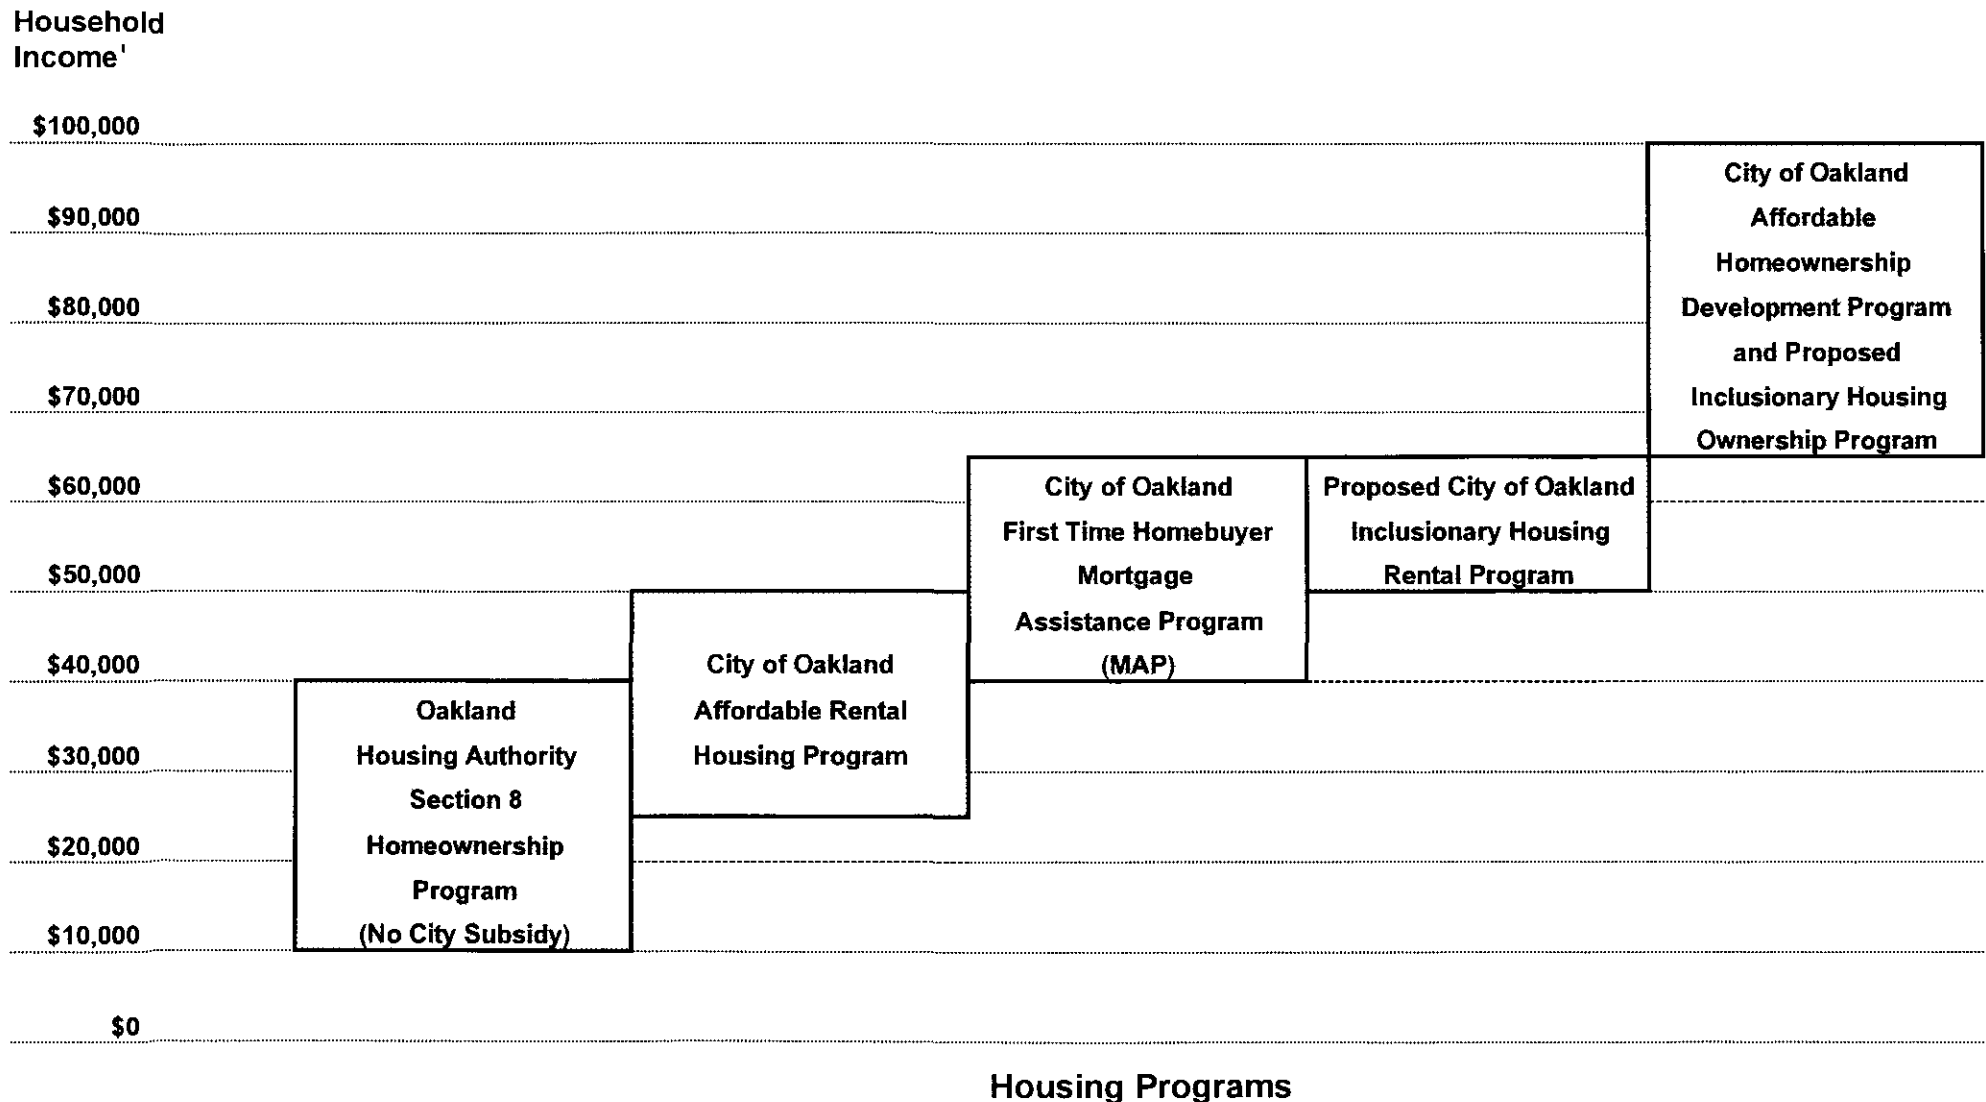 Household
Income¹
$100,000
$90,000
$80,000
$70,000
$60,000
$50,000
$40,000
$30,000
$20,000
$10,000
$0
Oakland
Housing Authority
Section 8
Homeownership
Program
(No City Subsidy)
City of Oakland
Affordable Rental
Housing Program
City of Oakland
First Time Homebuyer
Mortgage
Assistance Program
(MAP)
Proposed City of Oakland
Inclusionary Housing
Rental Program
City of Oakland
Affordable
Homeownership
Development Program
and Proposed
Inclusionary Housing
Ownership Program
Housing Programs